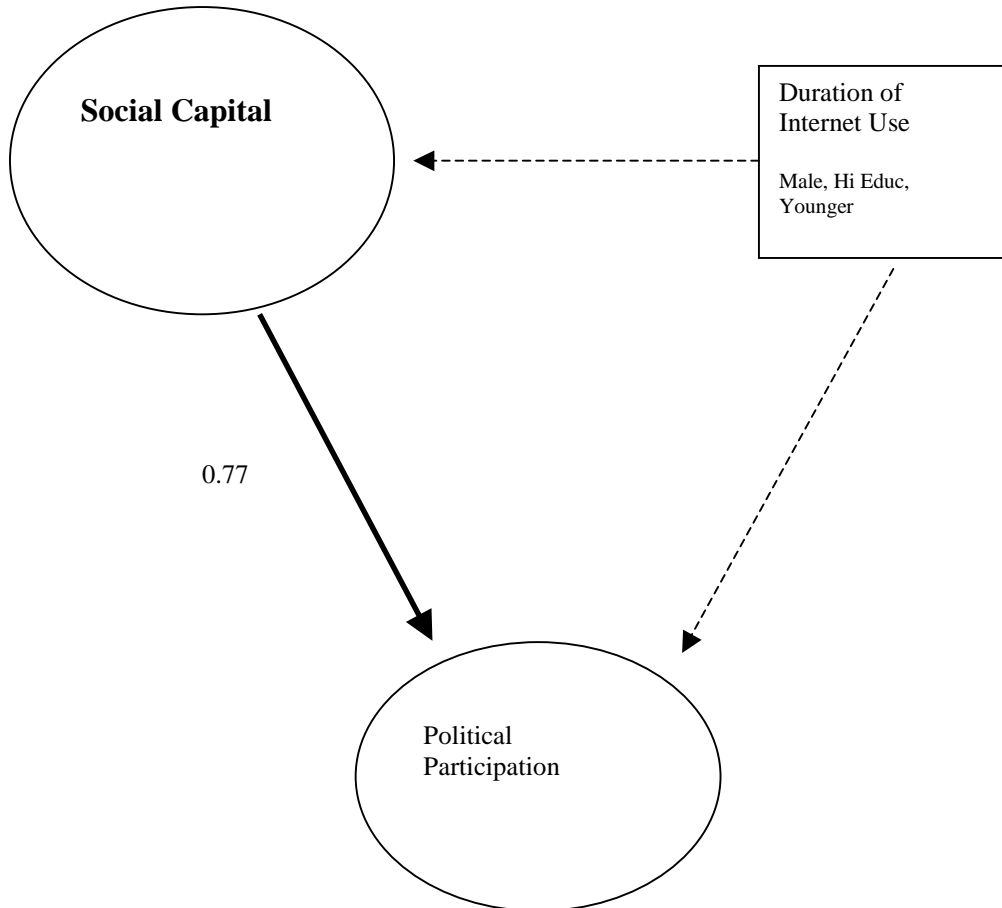 Social Capital
Duration of
Internet Use
Male, Hi Educ,
Younger
0.77
Political
Participation